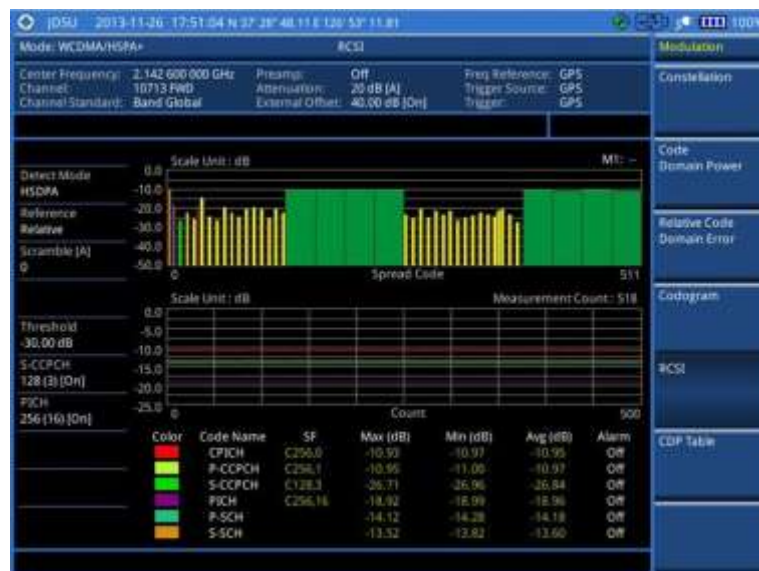 JDSU 2013-11-26 17:51:04 N 37° 28' 48.11 E 126° 53' 11.81 100%
Mode: WCDMA/HSPA+ RCSI Modulation
Center Frequency: 2.142 600 000 GHz Preamp: Off Freq Reference: GPS
Channel: 10713 FWD Attenuation: 20 dB [A] Trigger Source: GPS
Channel Standard: Band Global External Offset: 40.00 dB [On] Trigger: GPS
Constellation
Code
Domain Power
Relative Code
Domain Error
Codogram
RCSI
CDP Table
Detect Mode
HSDPA
Reference
Relative
Scramble [A]
0
Threshold
-30.00 dB
S-CCPCH
128 (3) [On]
PICH
256 (16) [On]
Scale Unit : dB M1: --
0.0
-10.0
-20.0
-30.0
-40.0
-50.0
0 Spread Code 511
Scale Unit : dB Measurement Count : 518
0.0
-5.0
-10.0
-15.0
-20.0
-25.0
0 Count 500
Color Code Name SF Max (dB) Min (dB) Avg (dB) Alarm
CPICH C256,0 -10.93 -10.97 -10.95 Off
P-CCPCH C256,1 -10.95 -11.00 -10.97 Off
S-CCPCH C128,3 -26.71 -26.96 -26.84 Off
PICH C256,16 -18.92 -18.99 -18.96 Off
P-SCH -14.12 -14.28 -14.18 Off
S-SCH -13.52 -13.82 -13.60 Off